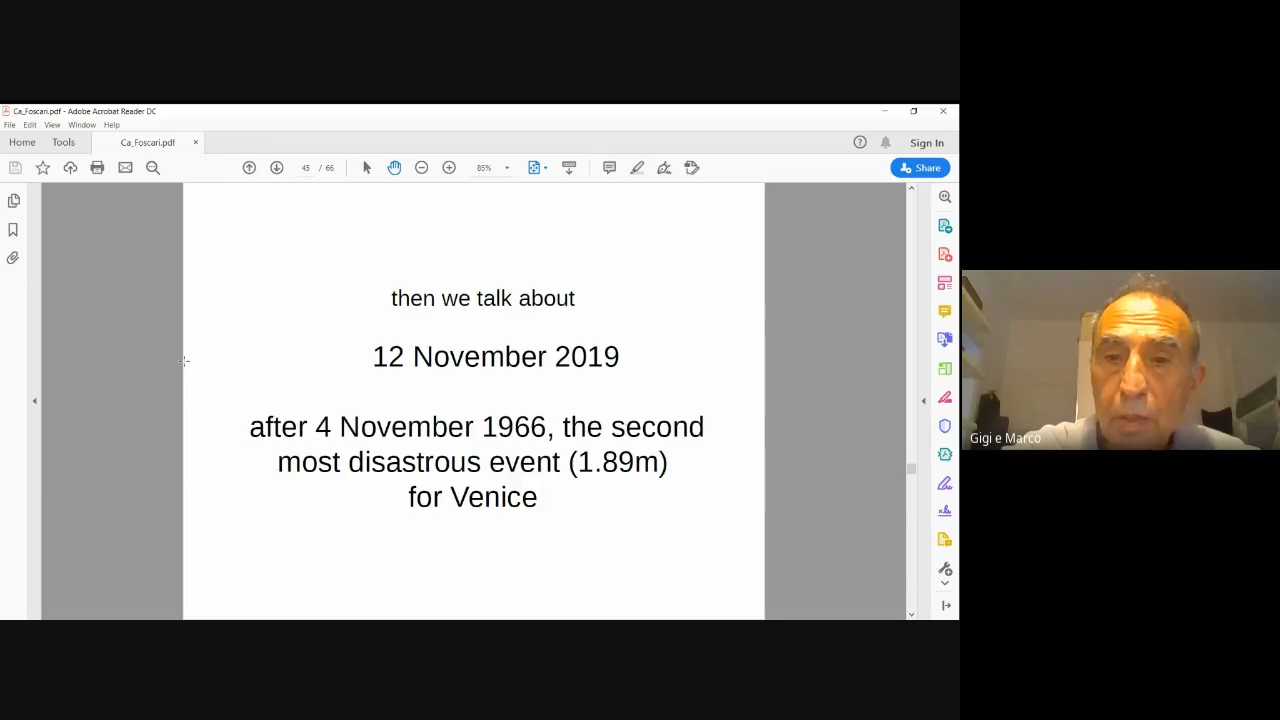 Ca_Foscari.pdf - Adobe Acrobat Reader DC
File Edit View Window Help
Home Tools Ca_Foscari.pdf × Sign In
45 / 66 85% Share
then we talk about
12 November 2019
after 4 November 1966, the second
most disastrous event (1.89m)
for Venice
Gigi e Marco